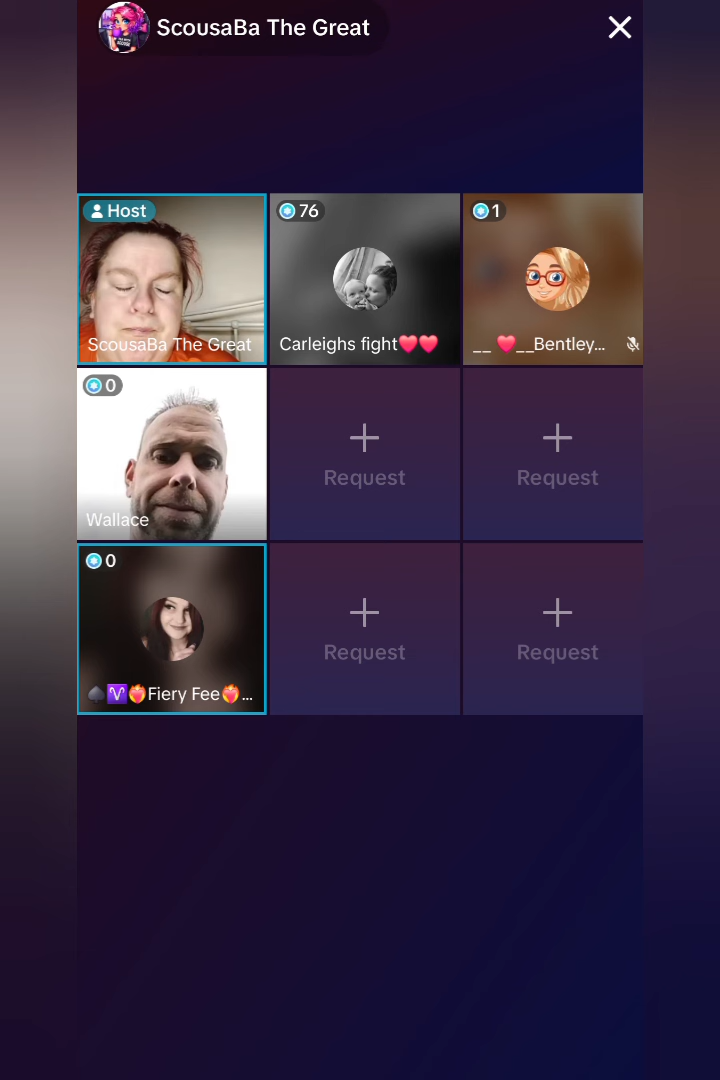 ScousaBa The Great
Host
76
1
ScousaBa The Great
Carleighs fight❤️❤️
__ ❤️__Bentley...
0
Wallace
Request
Request
0
♠️♈❤️‍🔥Fiery Fee❤️‍🔥...
Request
Request